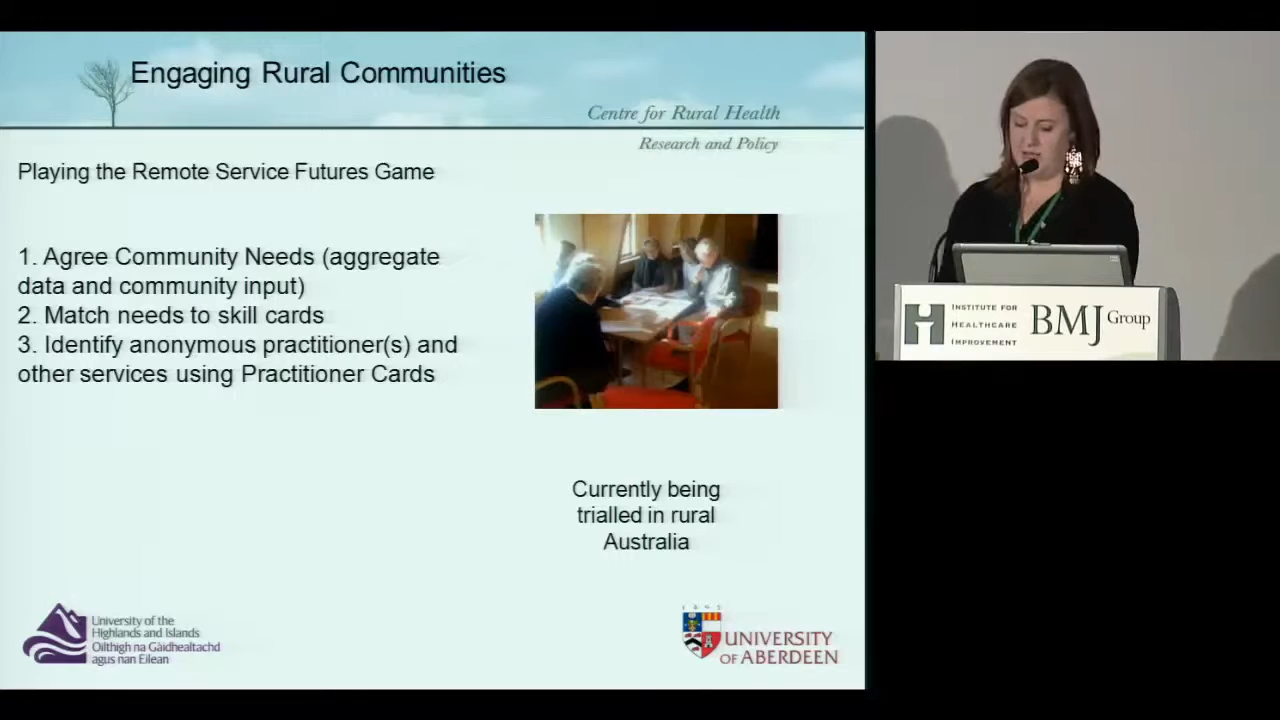 Engaging Rural Communities
Centre for Rural Health
Research and Policy
Playing the Remote Service Futures Game
1. Agree Community Needs (aggregate
data and community input)
2. Match needs to skill cards
3. Identify anonymous practitioner(s) and
other services using Practitioner Cards
Currently being
trialled in rural
Australia
University of the
Highlands and Islands
Oilthigh na Gàidhealtachd
agus nan Eilean
1495
UNIVERSITY
OF ABERDEEN
INSTITUTE FOR
HEALTHCARE
IMPROVEMENT
BMJ Group